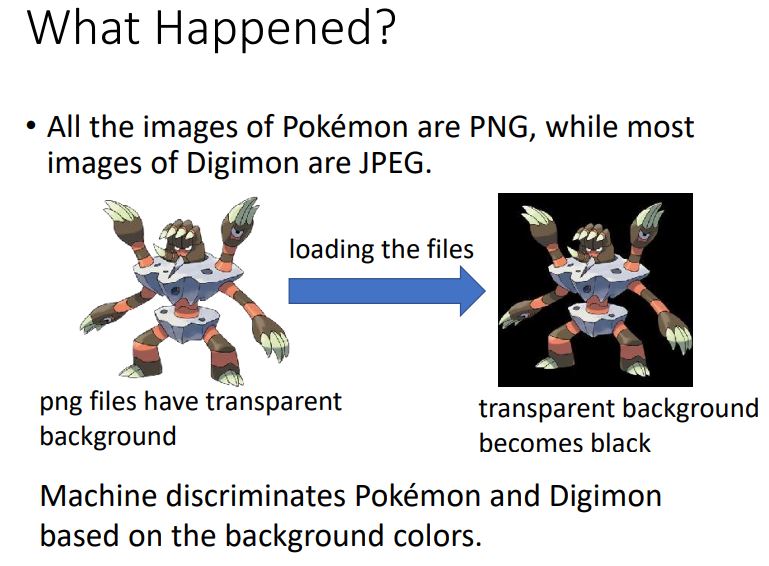 What Happened?
• All the images of Pokémon are PNG, while most
images of Digimon are JPEG.
loading the files
png files have transparent
background
transparent background
becomes black
Machine discriminates Pokémon and Digimon
based on the background colors.